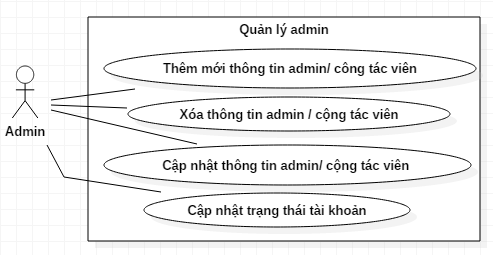 Quản lý admin
Thêm mới thông tin admin/ công tác viên
Xóa thông tin admin / cộng tác viên
Admin
Cập nhật thông tin admin/ cộng tác viên
Cập nhật trạng thái tài khoản